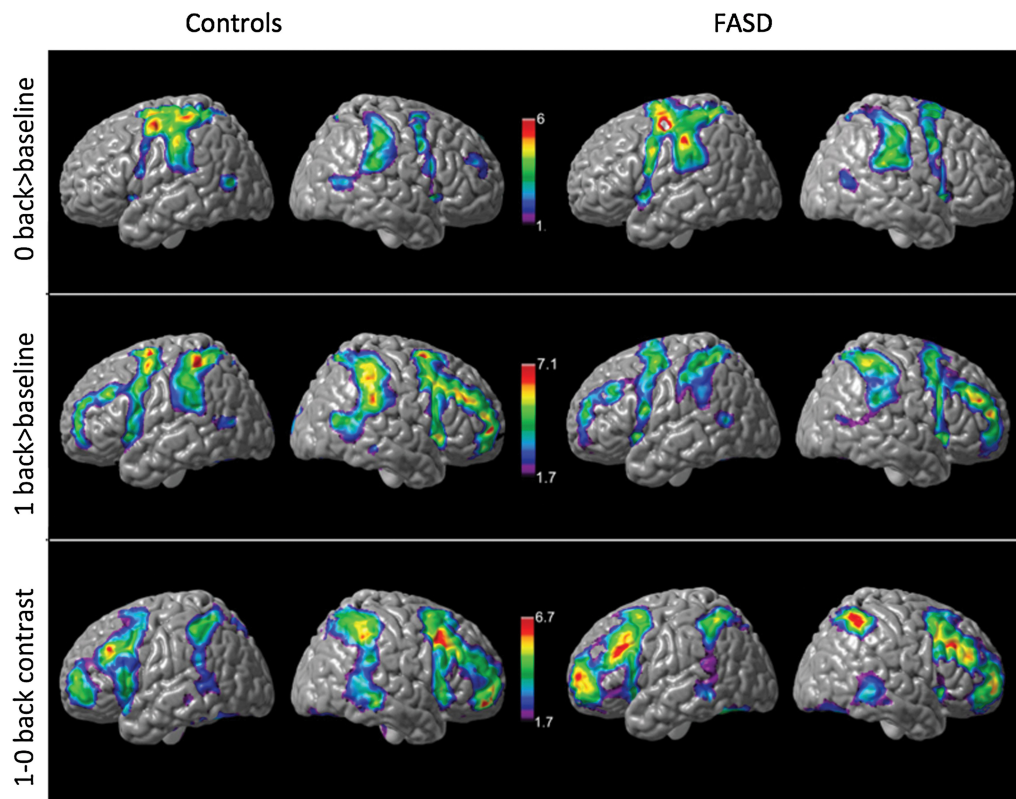 Controls
FASD
0 back>baseline
6
1.
1 back>baseline
7.1
1.7
1-0 back contrast
6.7
1.7